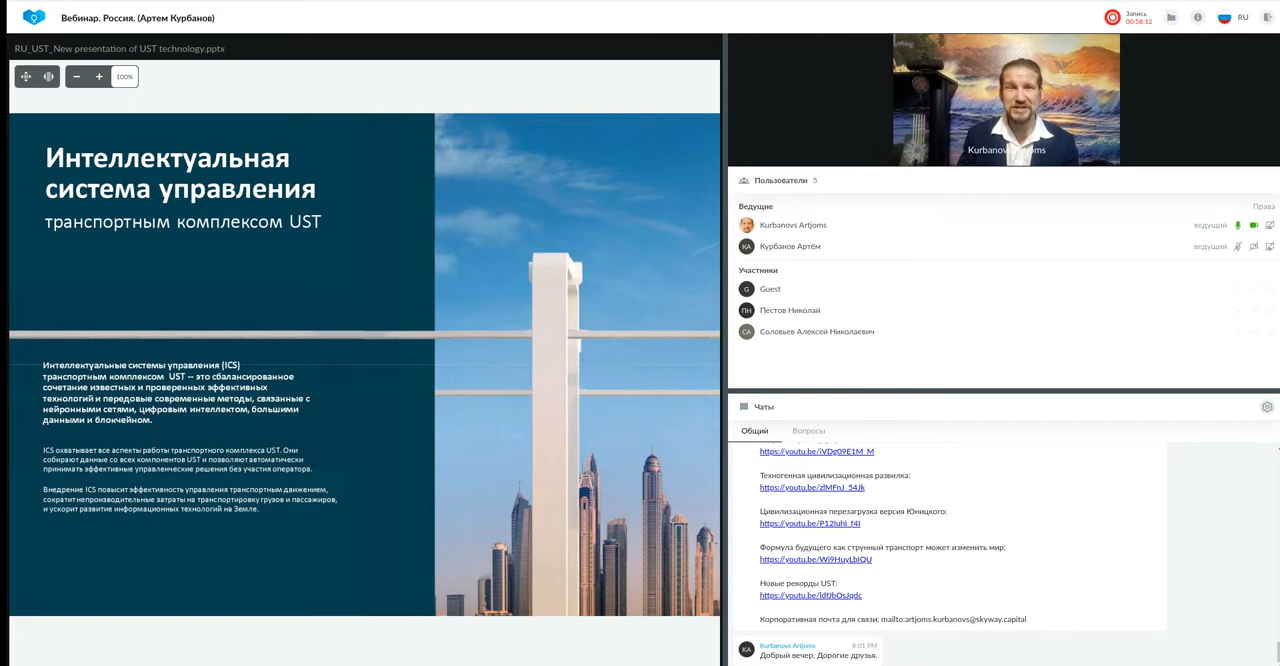 Вебинар. Россия. (Артем Курбанов)
Запись
00:58:12
RU
RU_UST_New presentation of UST technology.pptx
100%
Интеллектуальная
система управления
транспортным комплексом UST
Интеллектуальные системы управления (ICS)
транспортным комплексом UST – это сбалансированное
сочетание известных и проверенных эффективных
технологий и передовые современные методы, связанные с
нейронными сетями, цифровым интеллектом, большими
данными и блокчейном.
ICS охватывает все аспекты работы транспортного комплекса UST. Они
собирают данные со всех компонентов UST и позволяют автоматически
принимать эффективные управленческие решения без участия оператора.
Внедрение ICS повысит эффективность управления транспортным движением,
сократит непроизводительные затраты на транспортировку грузов и пассажиров,
и ускорит развитие информационных технологий на Земле.
Kurbanovs Artjoms
Пользователи 5
Ведущие
Права
Kurbanovs Artjoms
ведущий
КА
Курбанов Артём
ведущий
Участники
G
Guest
ПН
Пестов Николай
СА
Соловьев Алексей Николаевич
Чаты
Общий
Вопросы
https://youtu.be/iVDg09E1M_M
Техногенная цивилизационная развилка:
https://youtu.be/zlMFnJ_54Jk
Цивилизационная перезагрузка версия Юницкого:
https://youtu.be/P12Iuhl_f4I
Формула будущего как струнный транспорт может изменить мир:
https://youtu.be/Wi9HuyLbIQU
Новые рекорды UST:
https://youtu.be/ldfJbOsJqdc
Корпоративная почта для связи: mailto:artjoms.kurbanovs@skyway.capital
KA
Kurbanovs Artjoms
8:01 PM
Добрый вечер. Дорогие друзья.